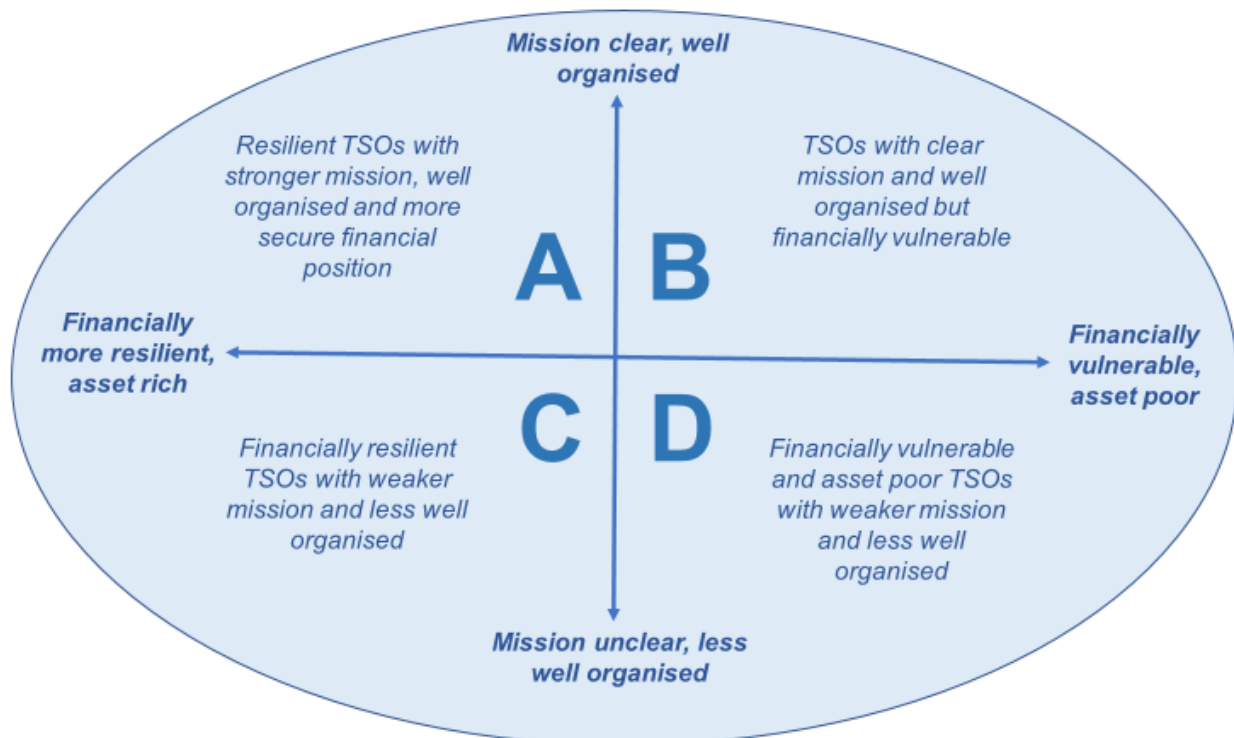 Mission clear, well
organised
Resilient TSOs with
stronger mission, well
organised and more
secure financial
position
TSOs with clear
mission and well
organised but
financially vulnerable
A
B
Financially
more resilient,
asset rich
Financially
vulnerable,
asset poor
C
D
Financially resilient
TSOs with weaker
mission and less well
organised
Financially vulnerable
and asset poor TSOs
with weaker mission
and less well
organised
Mission unclear, less
well organised